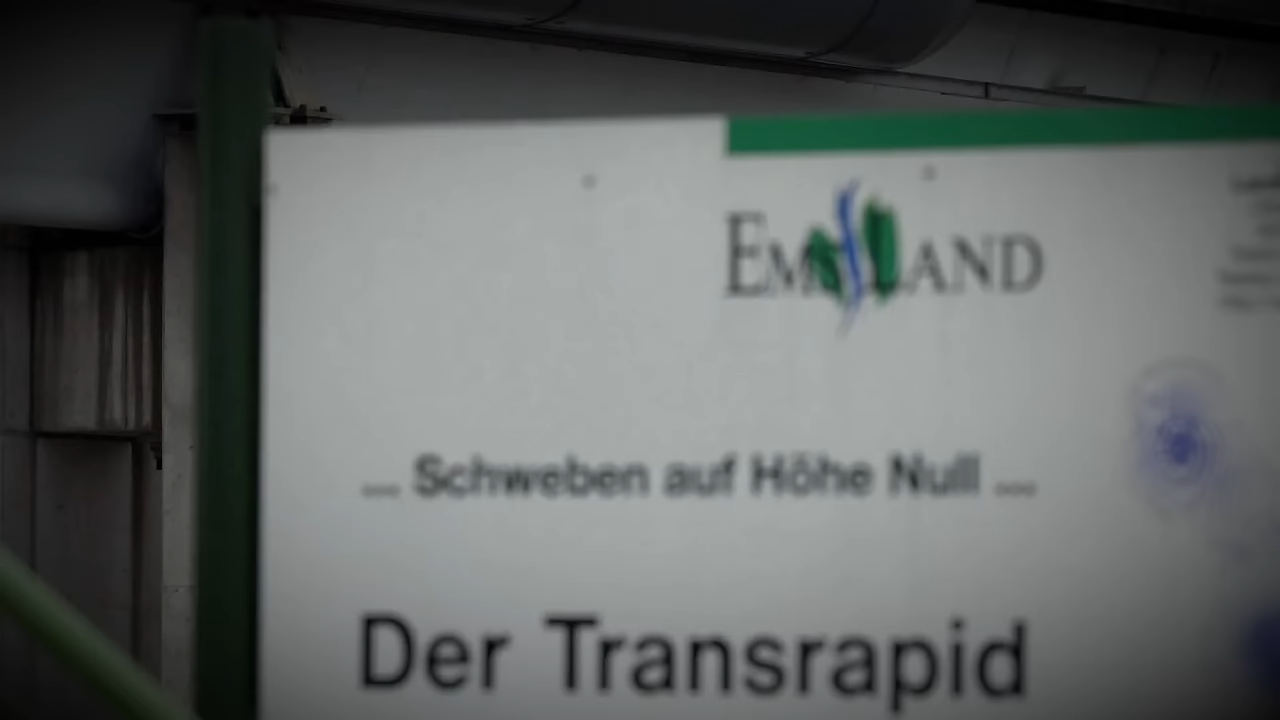 EMSLAND
... Schweben auf Höhe Null ...
Der Transrapid